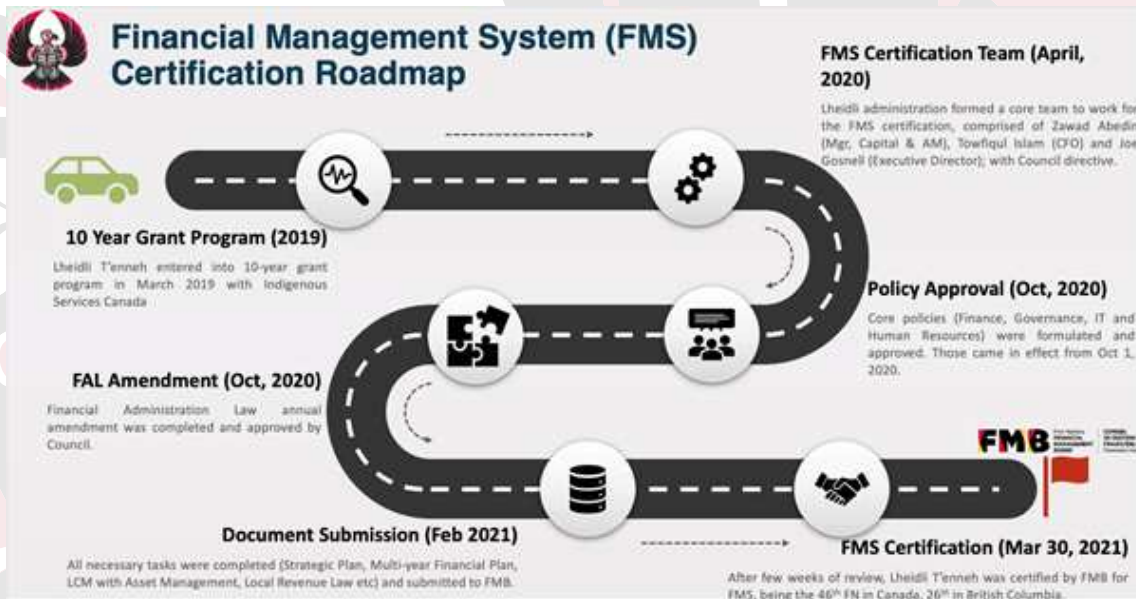 Financial Management System (FMS)
Certification Roadmap
FMS Certification Team (April,
2020)
Lheidli administration formed a core team to work for
the FMS certification, comprised of Zawad Abedin
(Mgr, Capital & AM), Towfiqul Islam (CFO) and Joe
Gosnell (Executive Director); with Council directive.
10 Year Grant Program (2019)
Lheidli T'enneh entered into 10-year grant
program in March 2019 with Indigenous
Services Canada
Policy Approval (Oct, 2020)
Core policies (Finance, Governance, IT and
Human Resources) were formulated and
approved. Those came in effect from Oct 1,
2020.
FAL Amendment (Oct, 2020)
Financial Administration Law annual
amendment was completed and approved by
Council.
FMB
Document Submission (Feb 2021)
All necessary tasks were completed (Strategic Plan, Multi-year Financial Plan,
LCM with Asset Management, Local Revenue Law etc) and submitted to FMB.
FMS Certification (Mar 30, 2021)
After few weeks of review, Lheidli T'enneh was certified by FMB for
FMS, being the 46th FN in Canada, 26th in British Columbia.